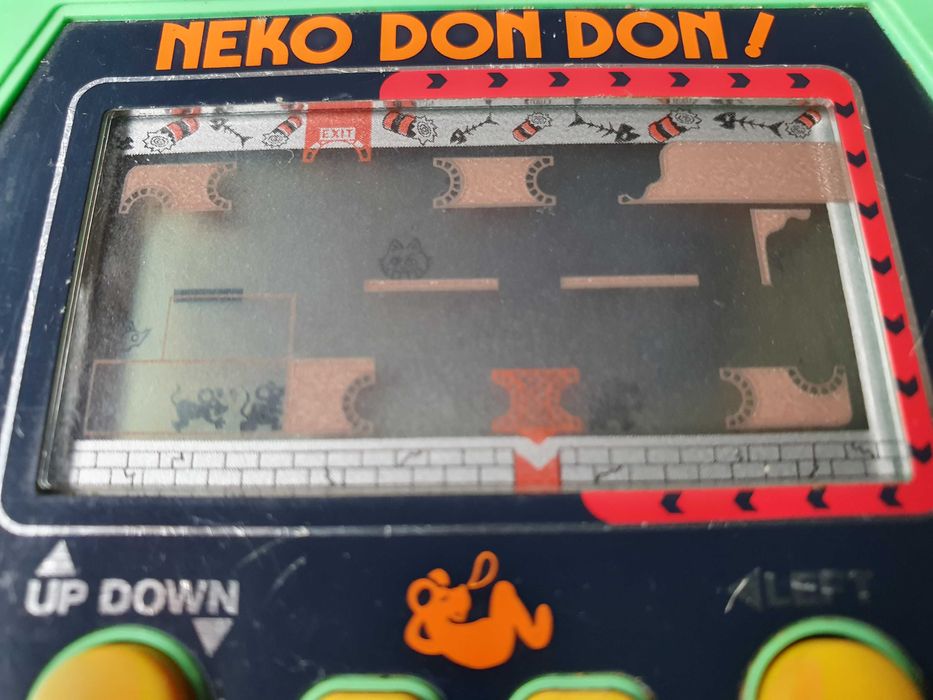 NEKO DON DON!
EXIT
UP DOWN
LEFT